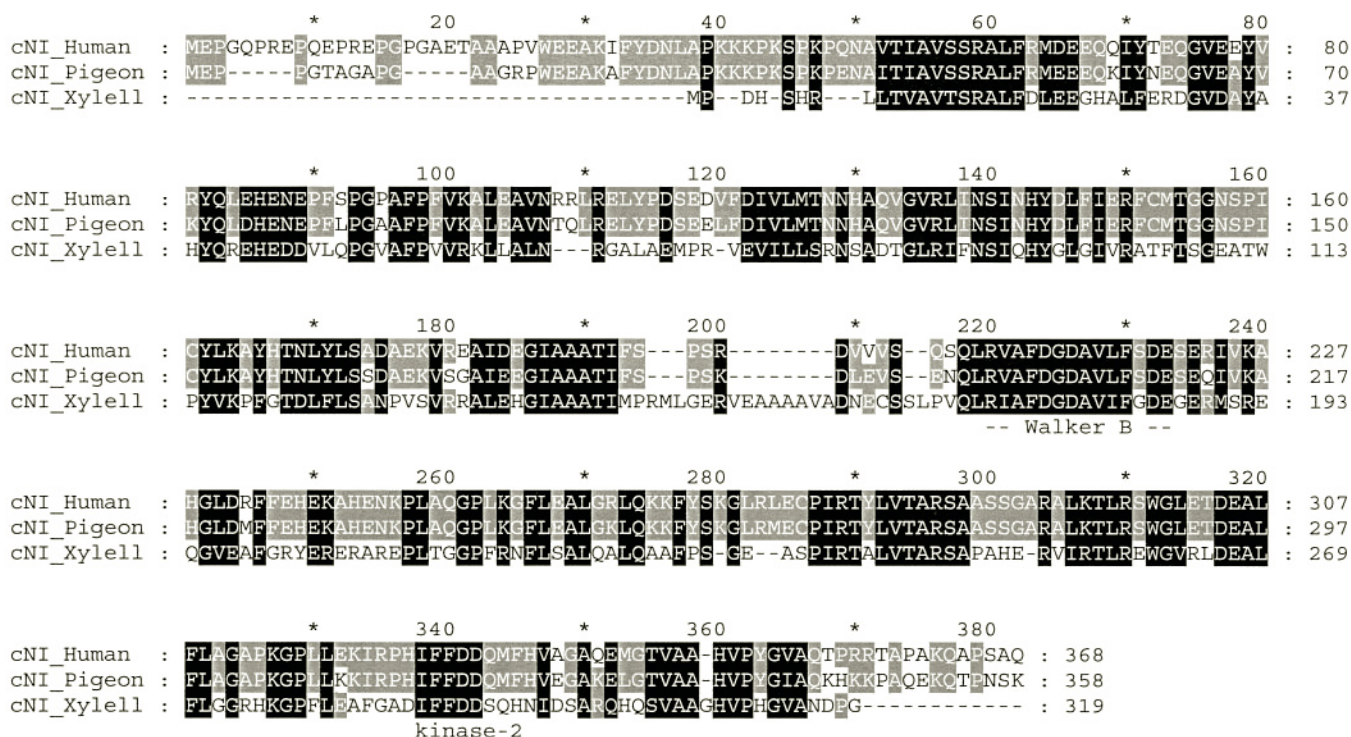 * 20 * 40 * 60 * 80
cNI_Human : MEPGQPREPQEPREPGPGAETAAAPVWEEAKIFYDNLAPKKKPKSPKPQNAVTIAVSSRALFRMDEEQQIYTEQGVEEYV : 80
cNI_Pigeon : MEP-----PGTAGAPG-----AAGRPWEEAKAFYDNLAPKKKPKSPKPENAITIAVSSRALFRMEEEQKIYNEQGVEAYV : 70
cNI_Xylell : -------------------------------------MP--DH-SHR---LLTVAVTSRALFDLEEGHALFERDGVDAYA : 37
* 100 * 120 * 140 * 160
cNI_Human : RYQLEHENEPFSPGPAFPFVKALEAVNRRLRELYPDSEDVFDIVLMTNNHAQVGVRLINSINHYDLFIERFCMTGGNSPI : 160
cNI_Pigeon : KYQLDHENEPFLPGAAFPFVKALEAVNTQLRELYPDSEELFDIVLMTNNHAQVGVRLINSINHYDLFIERFCMTGGNSPI : 150
cNI_Xylell : HYQREHEDDVLQPGVAFPVVRKLLALN---RGALAEMPR-VEVILLSRNSADTGLRIFNSIQHYGLGIVRATFTSGEATW : 113
* 180 * 200 * 220 * 240
cNI_Human : CYLKAYHTNLYLSADAEKVREAIDEGIAAATIFS---PSR--------DVVVS--QSQLRVAFDGDAVLFSDESERIVKA : 227
cNI_Pigeon : CYLKAYHTNLYLSSDAEKVSGAIEEGIAAATIFS---PSK--------DLEVS--ENQLRVAFDGDAVLFSDESEQIVKA : 217
cNI_Xylell : PYVKPFGTDLFLSANPVSVRRALEHGIAAATIMPRMLGERVEAAAAVADNECSSLPVQLRIAFDGDAVIFGDEGERMSRE : 193
-- Walker B --
* 260 * 280 * 300 * 320
cNI_Human : HGLDRFFEHEKAHENKPLAQGPLKGFLEALGRLQKKFYSKGLRLECPIRTYLVTARSAASSGARALKTLRSWGLETDEAL : 307
cNI_Pigeon : HGLDMFFEHEKAHENKPLAQGPLKGFLEALGKLQKKFYSKGLRMECPIRTYLVTARSAASSGARALKTLRSWGLETDEAL : 297
cNI_Xylell : QGVEAFGRYERERAREPLTGGPFRNFLSALQALQAAFPS-GE--ASPIRTALVTARSAPAHE-RVIRTLREWGVRLDEAL : 269
* 340 * 360 * 380
cNI_Human : FLAGAPKGPLLEKIRPHIFFDDQMFHVAGAQEMGTVAA-HVPYGVAQTPRRTAPAKQAPSAQ : 368
cNI_Pigeon : FLAGAPKGPLLKKIRPHIFFDDQMFHVEGAKELGTVAA-HVPYGIAQKHKKPAQEKQTPNSK : 358
cNI_Xylell : FLGGRHKGPFLEAFGADIFFDDSQHNIDSARQHQSVAAGHVPHGVANDPG------------ : 319
kinase-2